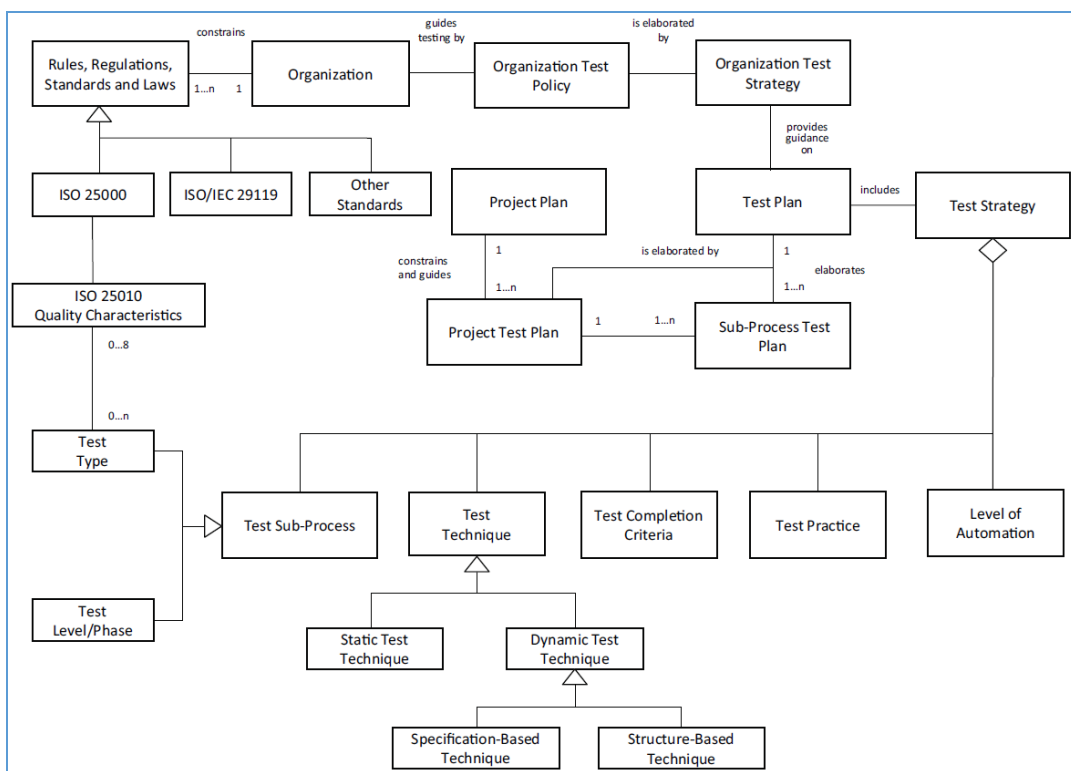 constrains
guides
testing by
is elaborated
by
Rules, Regulations,
Standards and Laws
1...n
1
Organization
Organization Test
Policy
Organization Test
Strategy
provides
guidance
on
ISO 25000
ISO/IEC 29119
Other
Standards
Project Plan
Test Plan
includes
Test Strategy
1
constrains
and guides
1...n
is elaborated by
1
elaborates
1...n
ISO 25010
Quality Characteristics
Project Test Plan
1
1...n
Sub-Process Test
Plan
0...8
0...n
Test
Type
Test Sub-Process
Test
Technique
Test Completion
Criteria
Test Practice
Level of
Automation
Test
Level/Phase
Static Test
Technique
Dynamic Test
Technique
Specification-Based
Technique
Structure-Based
Technique